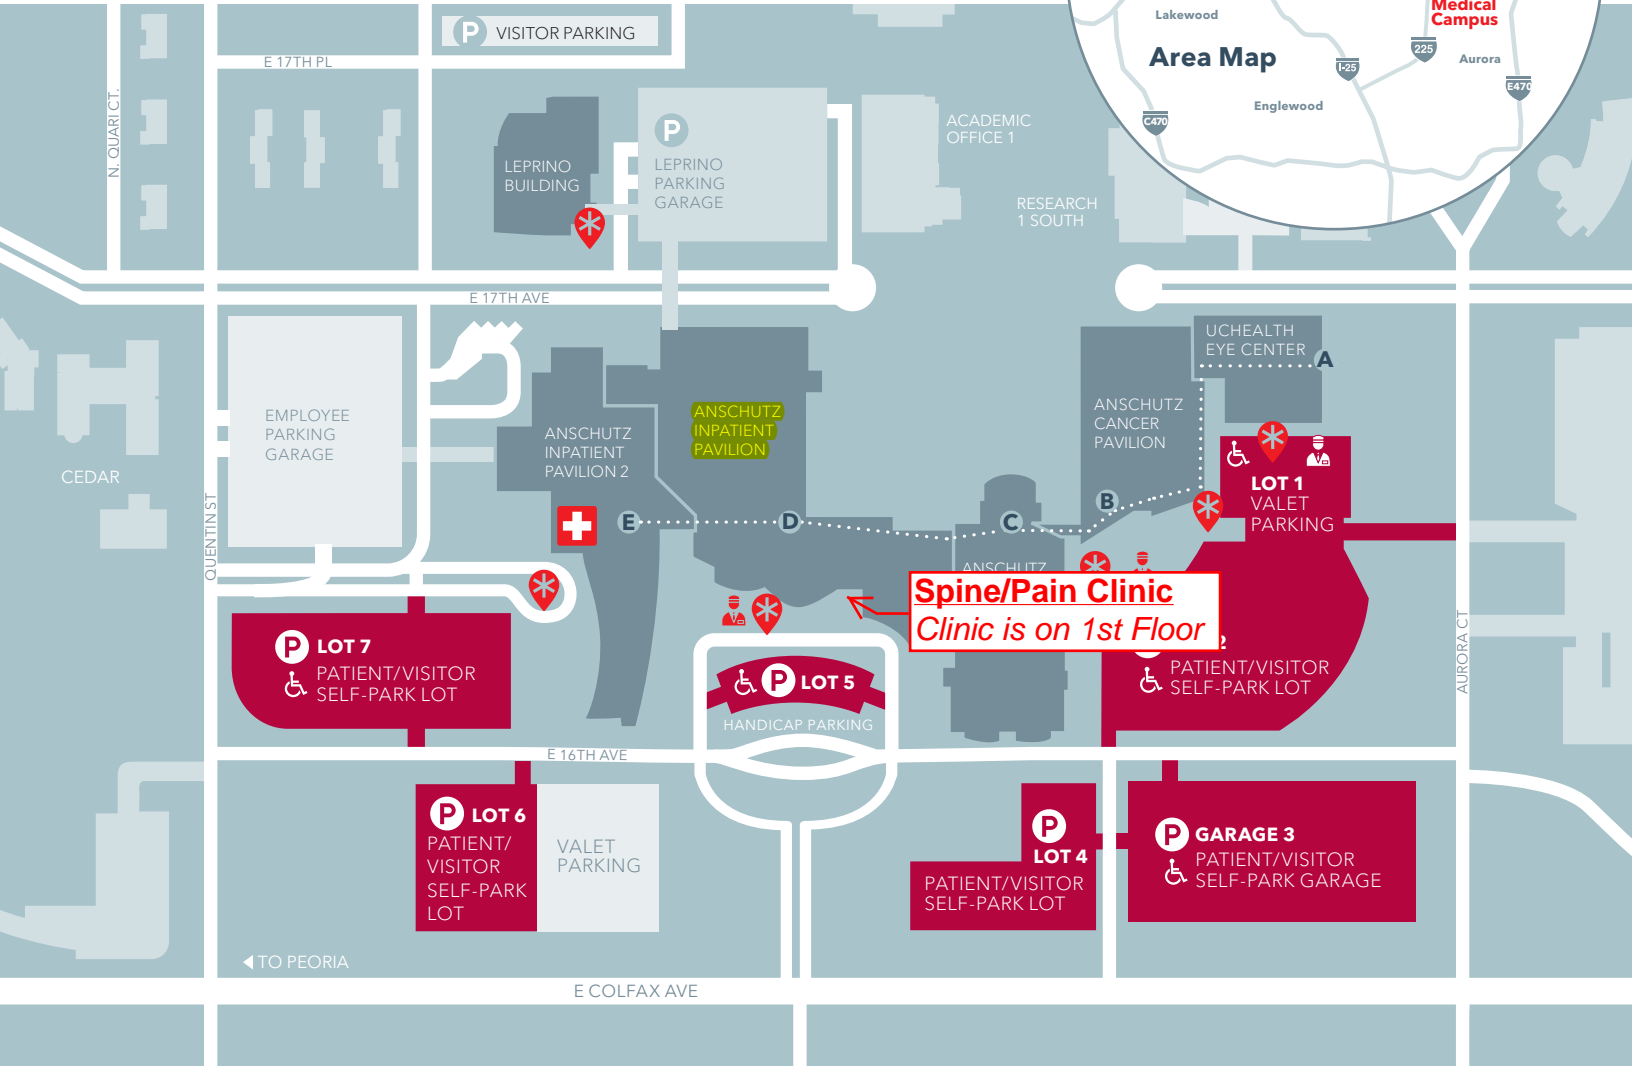 Medical
Campus
Lakewood
225
Area Map
Aurora
I-25
E470
Englewood
C470
P VISITOR PARKING
E 17TH PL
N. QUARI CT.
ACADEMIC
OFFICE 1
P
LEPRINO
BUILDING
LEPRINO
PARKING
GARAGE
RESEARCH
1 SOUTH
E 17TH AVE
UCHEALTH
EYE CENTER
A
EMPLOYEE
PARKING
GARAGE
ANSCHUTZ
INPATIENT
PAVILION 2
ANSCHUTZ
INPATIENT
PAVILION
ANSCHUTZ
CANCER
PAVILION
CEDAR
LOT 1
VALET
PARKING
QUENTIN ST
E
D
C
B
ANSCHUTZ
Spine/Pain Clinic
Clinic is on 1st Floor
P LOT 7
PATIENT/VISITOR
SELF-PARK LOT
P LOT 5
HANDICAP PARKING
2
PATIENT/VISITOR
SELF-PARK LOT
AURORA CT
E 16TH AVE
P LOT 6
PATIENT/
VISITOR
SELF-PARK
LOT
VALET
PARKING
P
LOT 4
PATIENT/VISITOR
SELF-PARK LOT
P GARAGE 3
PATIENT/VISITOR
SELF-PARK GARAGE
TO PEORIA
E COLFAX AVE